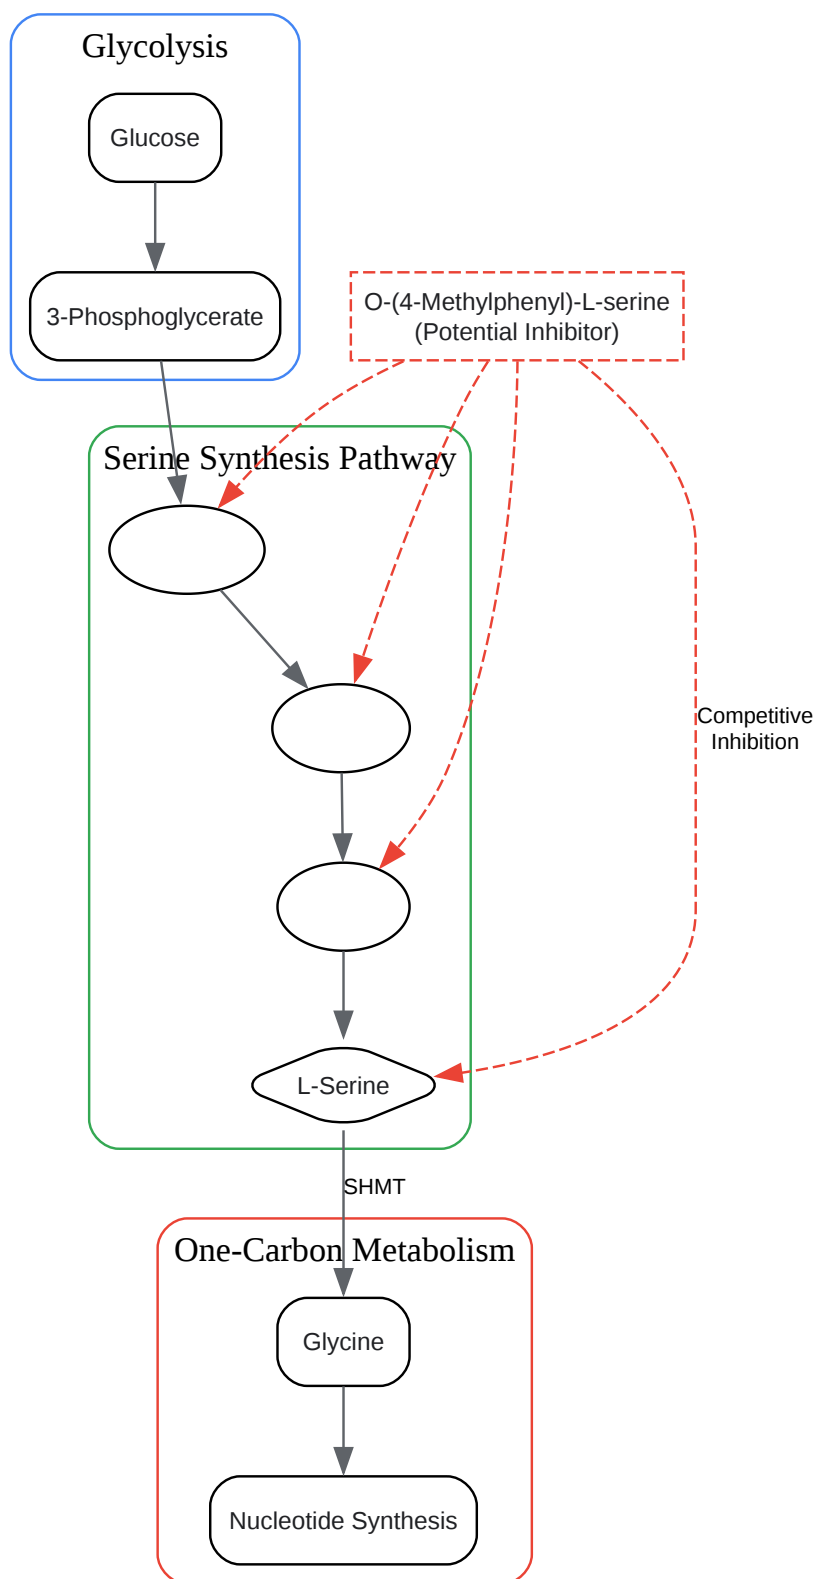 Glycolysis
Glucose
3-Phosphoglycerate
O-(4-Methylphenyl)-L-serine
(Potential Inhibitor)
Serine Synthesis Pathway
Competitive
Inhibition
L-Serine
SHMT
One-Carbon Metabolism
Glycine
Nucleotide Synthesis